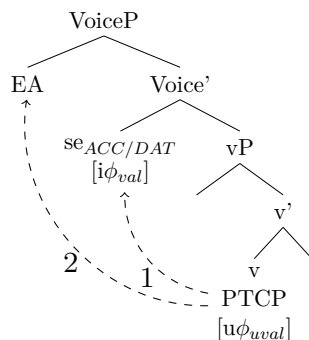 VoiceP
EA Voice’
se_{ACC/DAT} vP
[iϕ_{val}]
v’
2 1 v
PTCP
[uϕ_{uval}]